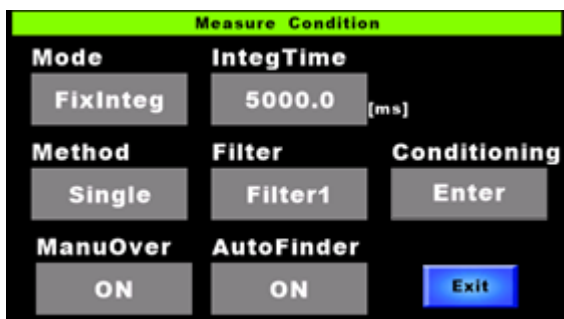 Measure Condition
Mode IntegTime
FixInteg 5000.0 [ms]
Method Filter Conditioning
Single Filter1 Enter
ManuOver AutoFinder
ON ON Exit